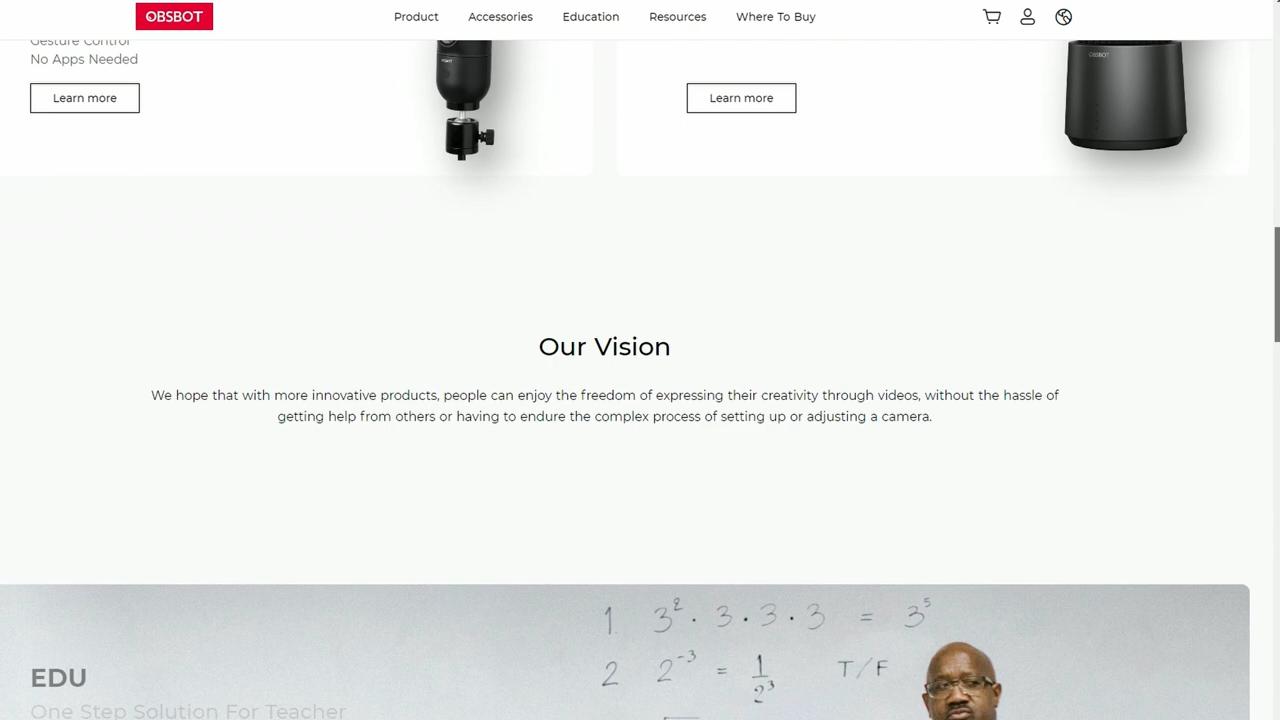 OBSBOT
Product
Accessories
Education
Resources
Where To Buy
Gesture Control
No Apps Needed
Learn more
OBSBOT
Learn more
Our Vision
We hope that with more innovative products, people can enjoy the freedom of expressing their creativity through videos, without the hassle of
getting help from others or having to endure the complex process of setting up or adjusting a camera.
1 3² · 3 · 3 · 3 = 3⁵
2 2⁻³ = 1/2³ T/F
EDU
One Step Solution For Teacher